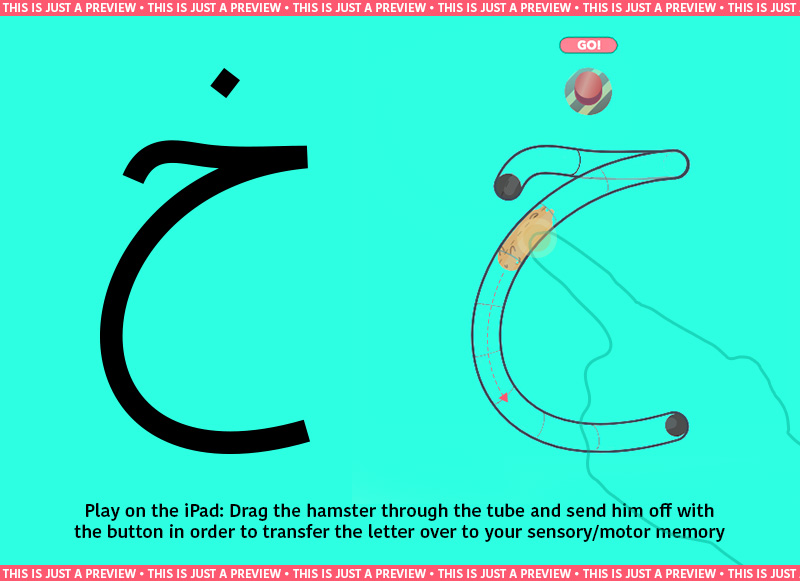 THIS IS JUST A PREVIEW • THIS IS JUST A PREVIEW • THIS IS JUST A PREVIEW • THIS IS JUST A PREVIEW • THIS IS JUST A PREVIEW • THIS IS JUST
GO!
خ
Play on the iPad: Drag the hamster through the tube and send him off with
the button in order to transfer the letter over to your sensory/motor memory
THIS IS JUST A PREVIEW • THIS IS JUST A PREVIEW • THIS IS JUST A PREVIEW • THIS IS JUST A PREVIEW • THIS IS JUST A PREVIEW • THIS IS JUST